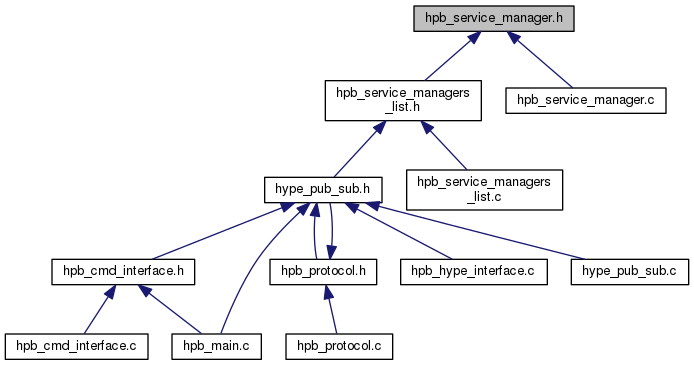 hpb_service_manager.h
hpb_service_managers
_list.h
hpb_service_manager.c
hype_pub_sub.h
hpb_service_managers
_list.c
hpb_cmd_interface.h
hpb_protocol.h
hpb_hype_interface.c
hype_pub_sub.c
hpb_cmd_interface.c
hpb_main.c
hpb_protocol.c